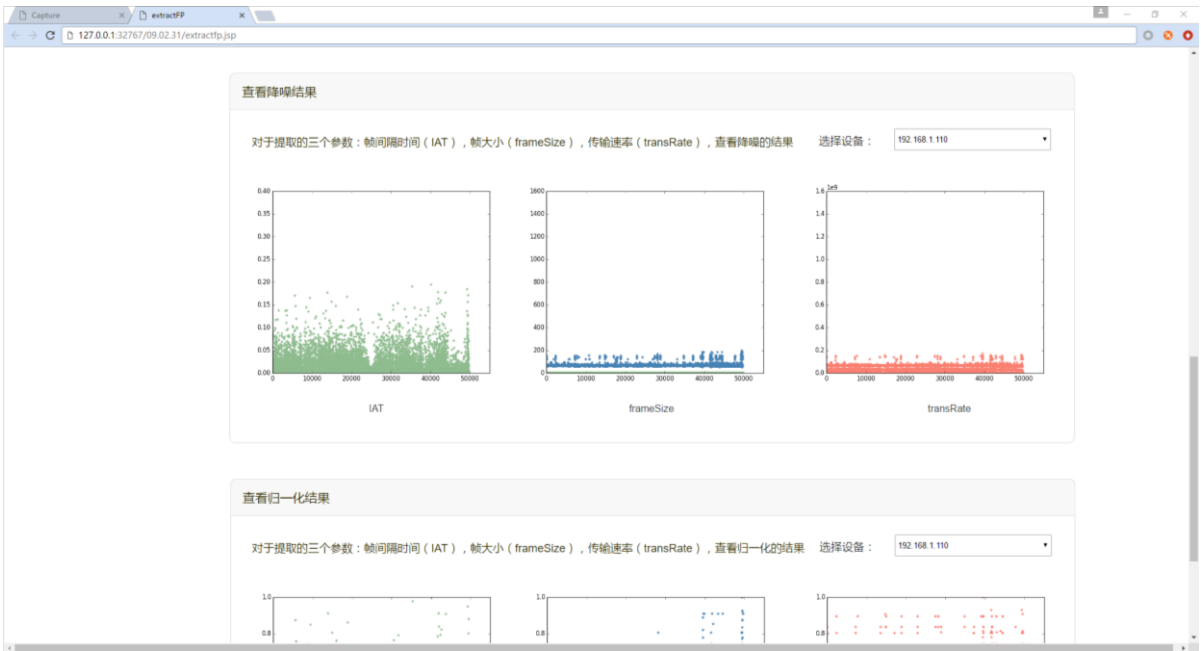 Capture
extractFP
127.0.0.1:32767/09.02.31/extractfp.jsp
查看降噪结果
对于提取的三个参数：帧间隔时间（IAT），帧大小（frameSize），传输速率（transRate），查看降噪的结果 选择设备： 192.168.1.110
0.40
0.35
0.30
0.25
0.20
0.15
0.10
0.05
0.00
0 10000 20000 30000 40000 50000
IAT
1600
1400
1200
1000
800
600
400
200
0
0 10000 20000 30000 40000 50000
frameSize
1e9
1.6
1.4
1.2
1.0
0.8
0.6
0.4
0.2
0.0
0 10000 20000 30000 40000 50000
transRate
查看归一化结果
对于提取的三个参数：帧间隔时间（IAT），帧大小（frameSize），传输速率（transRate），查看归一化的结果 选择设备： 192.168.1.110
1.0
0.8
1.0
0.8
1.0
0.8